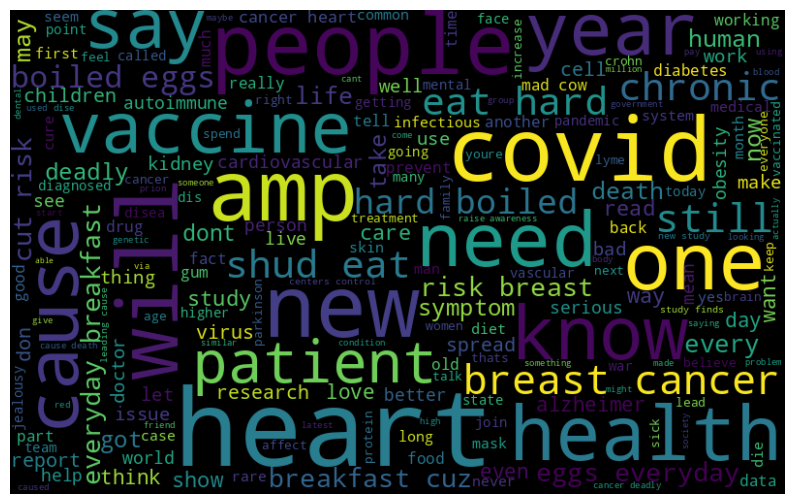 seem
point
may
say
cancer heart
maybe
feel
called
common
much
people
time
face
increase
year
crohn
million
pay
using
working
human
work
blood
first
boiled eggs
children
really
well
mental
cell
diabetes
chronic
dental
used dise
autoimmune
life
right
cant
getting
eat hard
mad cow
group
government
medical
cure
vaccine
spend
tell
infectious
another
pandemic
system
month
everyone
vaccinated
now
cut risk
deadly
kidney
cardiovascular
take
use
come
going
youre
covid
lyme
obesity
diagnosed
cancer
prion
someone
prevent
many
family
death
today
make
see
drug
disea
dis
amp
hard boiled
read
start
person
treatment
raise awareness
back
still
genetic
will
dont
live
care
need
bad
new study
looking
actually
able
via
thing
fact
skin
man
vascular
next
body
one
keep
cause
everyday breakfast
shud eat
centers control
gum
study
parkinson
new
risk breast
way
mean
yes
brain
want
good
don
age
higher
women
diet
symptom
serious
study finds
day
give
leading cause
virus
similar
condition
spread
thats
know
saying
every
cause death
doctor
patient
old
talk
something
war
made
believe
problem
jealousy
let
research
love
better
breast cancer
might
red
issue
friend
state
alzheimer
lead
sick
society
part
got
case
latest
high
protein
heart
join
health
team
world
affect
long
mask
report
food
die
help
think
show
rare
breakfast cuz
never
even
eggs everyday
data
caused
cancer deadly